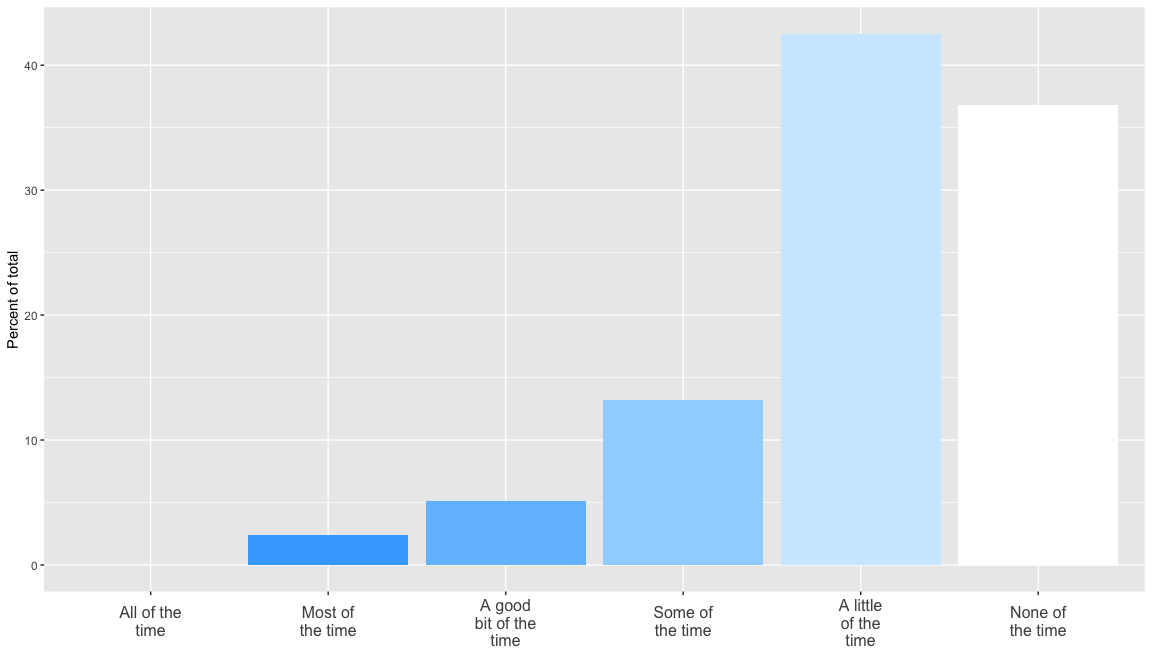 Percent of total
40
30
20
10
0
All of the
time
Most of
the time
A good
bit of the
time
Some of
the time
A little
of the
time
None of
the time